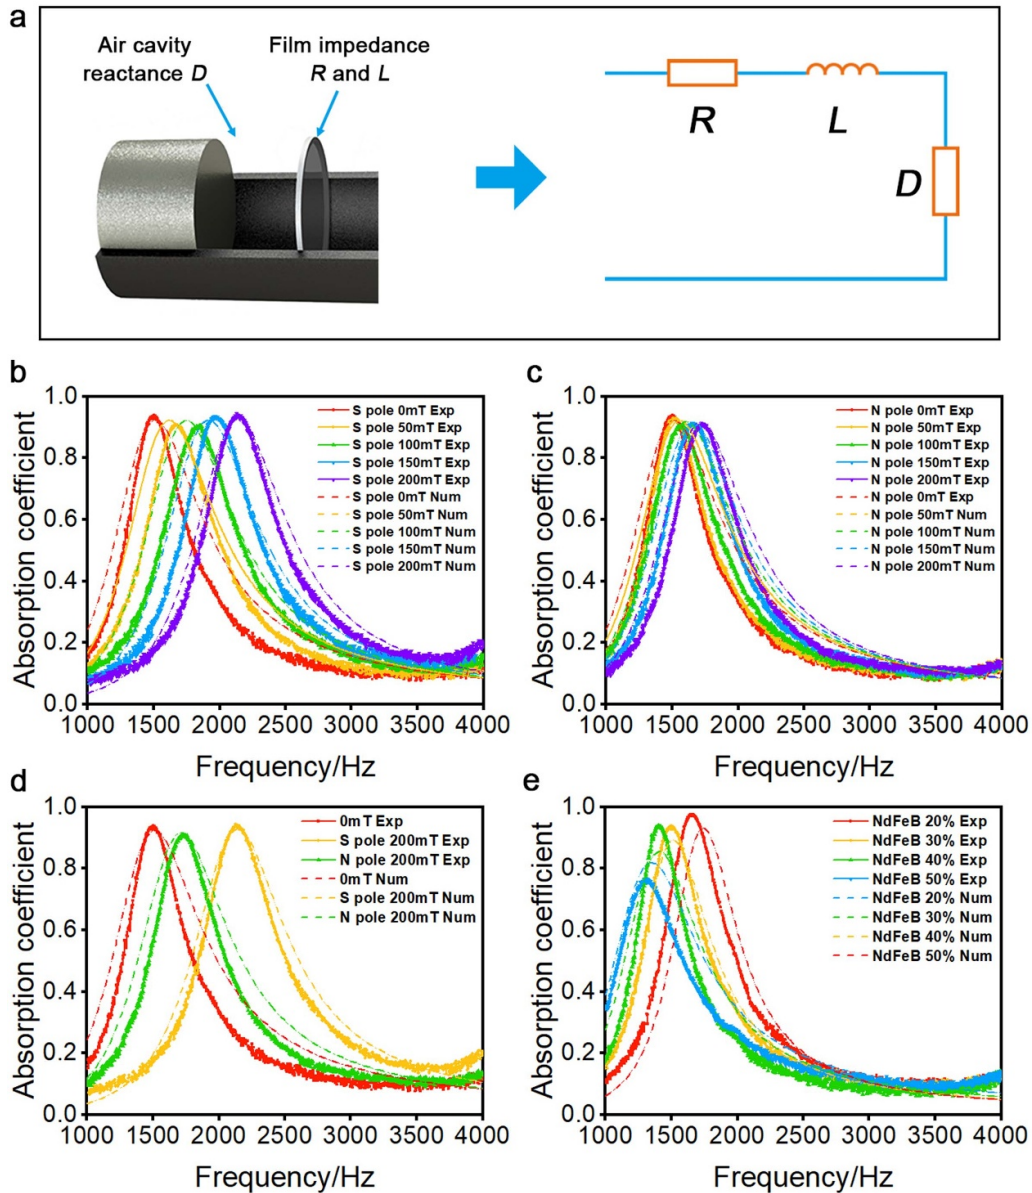 a
Air cavity
reactance D
Film impedance
R and L
R
L
D
b
Absorption coefficient
1.0
0.8
0.6
0.4
0.2
0.0
S pole 0mT Exp
S pole 50mT Exp
S pole 100mT Exp
S pole 150mT Exp
S pole 200mT Exp
S pole 0mT Num
S pole 50mT Num
S pole 100mT Num
S pole 150mT Num
S pole 200mT Num
1000 1500 2000 2500 3000 3500 4000
Frequency/Hz
c
Absorption coefficient
1.0
0.8
0.6
0.4
0.2
0.0
N pole 0mT Exp
N pole 50mT Exp
N pole 100mT Exp
N pole 150mT Exp
N pole 200mT Exp
N pole 0mT Exp
N pole 50mT Num
N pole 100mT Num
N pole 150mT Num
N pole 200mT Num
1000 1500 2000 2500 3000 3500 4000
Frequency/Hz
d
Absorption coefficient
1.0
0.8
0.6
0.4
0.2
0.0
0mT Exp
S pole 200mT Exp
N pole 200mT Exp
0mT Num
S pole 200mT Num
N pole 200mT Num
1000 1500 2000 2500 3000 3500 4000
Frequency/Hz
e
Absorption coefficient
1.0
0.8
0.6
0.4
0.2
0.0
NdFeB 20% Exp
NdFeB 30% Exp
NdFeB 40% Exp
NdFeB 50% Exp
NdFeB 20% Num
NdFeB 30% Num
NdFeB 40% Num
NdFeB 50% Num
1000 1500 2000 2500 3000 3500 4000
Frequency/Hz